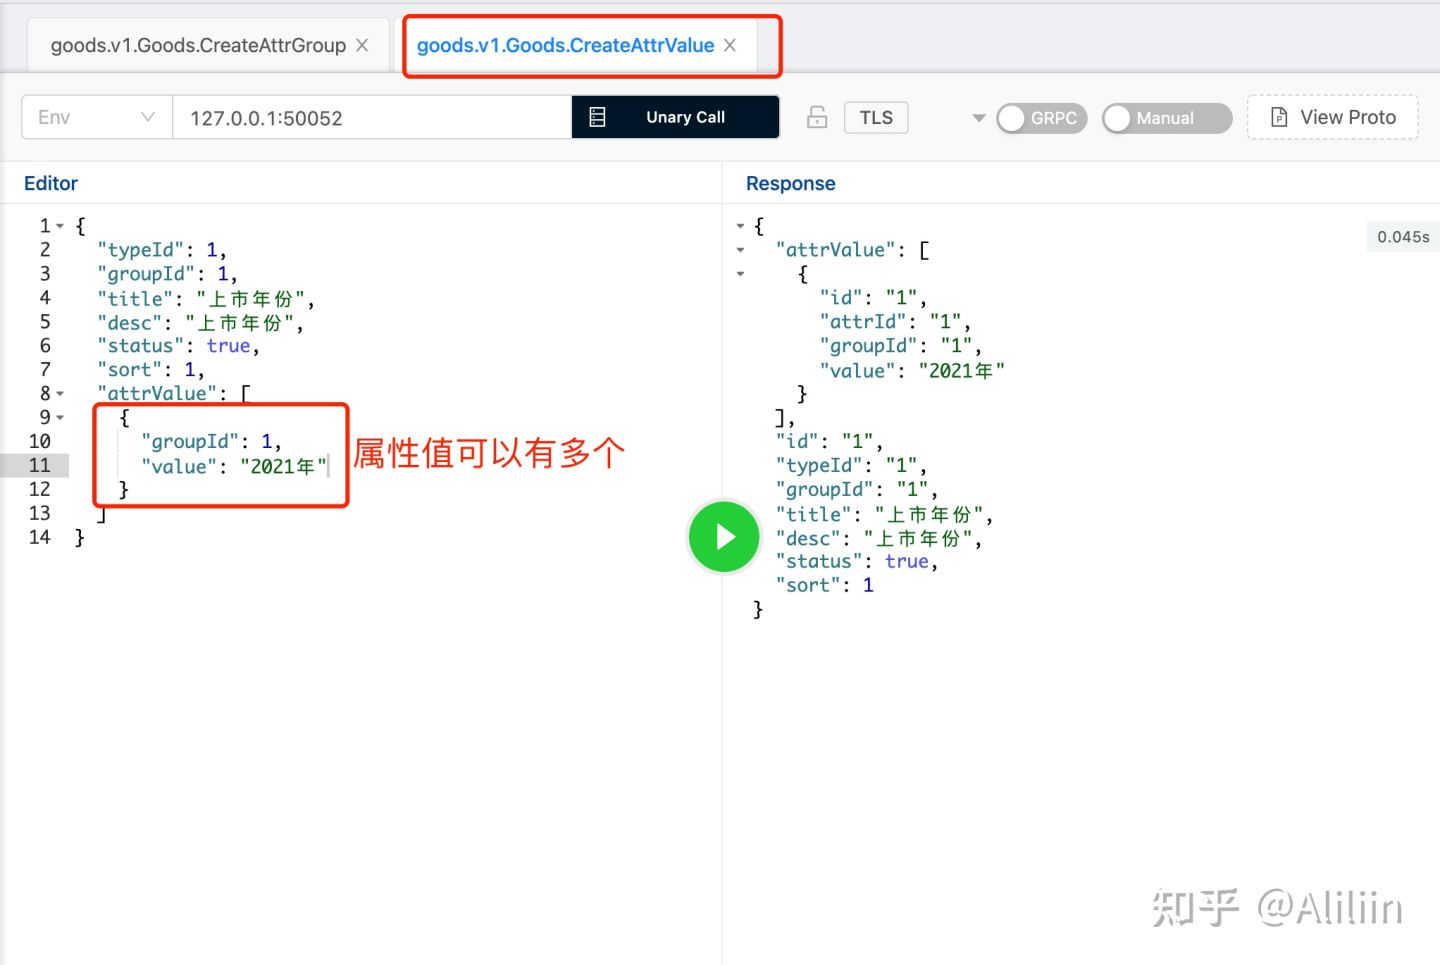 goods.v1.Goods.CreateAttrGroup
goods.v1.Goods.CreateAttrValue
Env
127.0.0.1:50052
Unary Call
TLS
GRPC
Manual
View Proto
Editor
1 {
2 "typeId": 1,
3 "groupId": 1,
4 "title": "上市年份",
5 "desc": "上市年份",
6 "status": true,
7 "sort": 1,
8 "attrValue": [
9 {
10 "groupId": 1,
11 "value": "2021年"
12 }
13 ]
14 }
属性值可以有多个
Response
0.045s
{
"attrValue": [
{
"id": "1",
"attrId": "1",
"groupId": "1",
"value": "2021年"
}
],
"id": "1",
"typeId": "1",
"groupId": "1",
"title": "上市年份",
"desc": "上市年份",
"status": true,
"sort": 1
}
知乎 @Aliliin